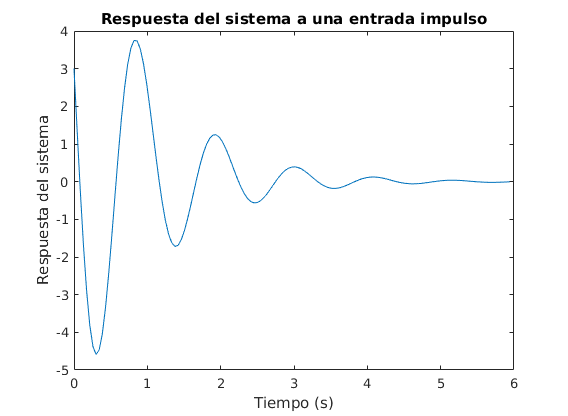 Respuesta del sistema a una entrada impulso
4
3
2
1
0
-1
-2
-3
-4
-5
Respuesta del sistema
0 1 2 3 4 5 6
Tiempo (s)